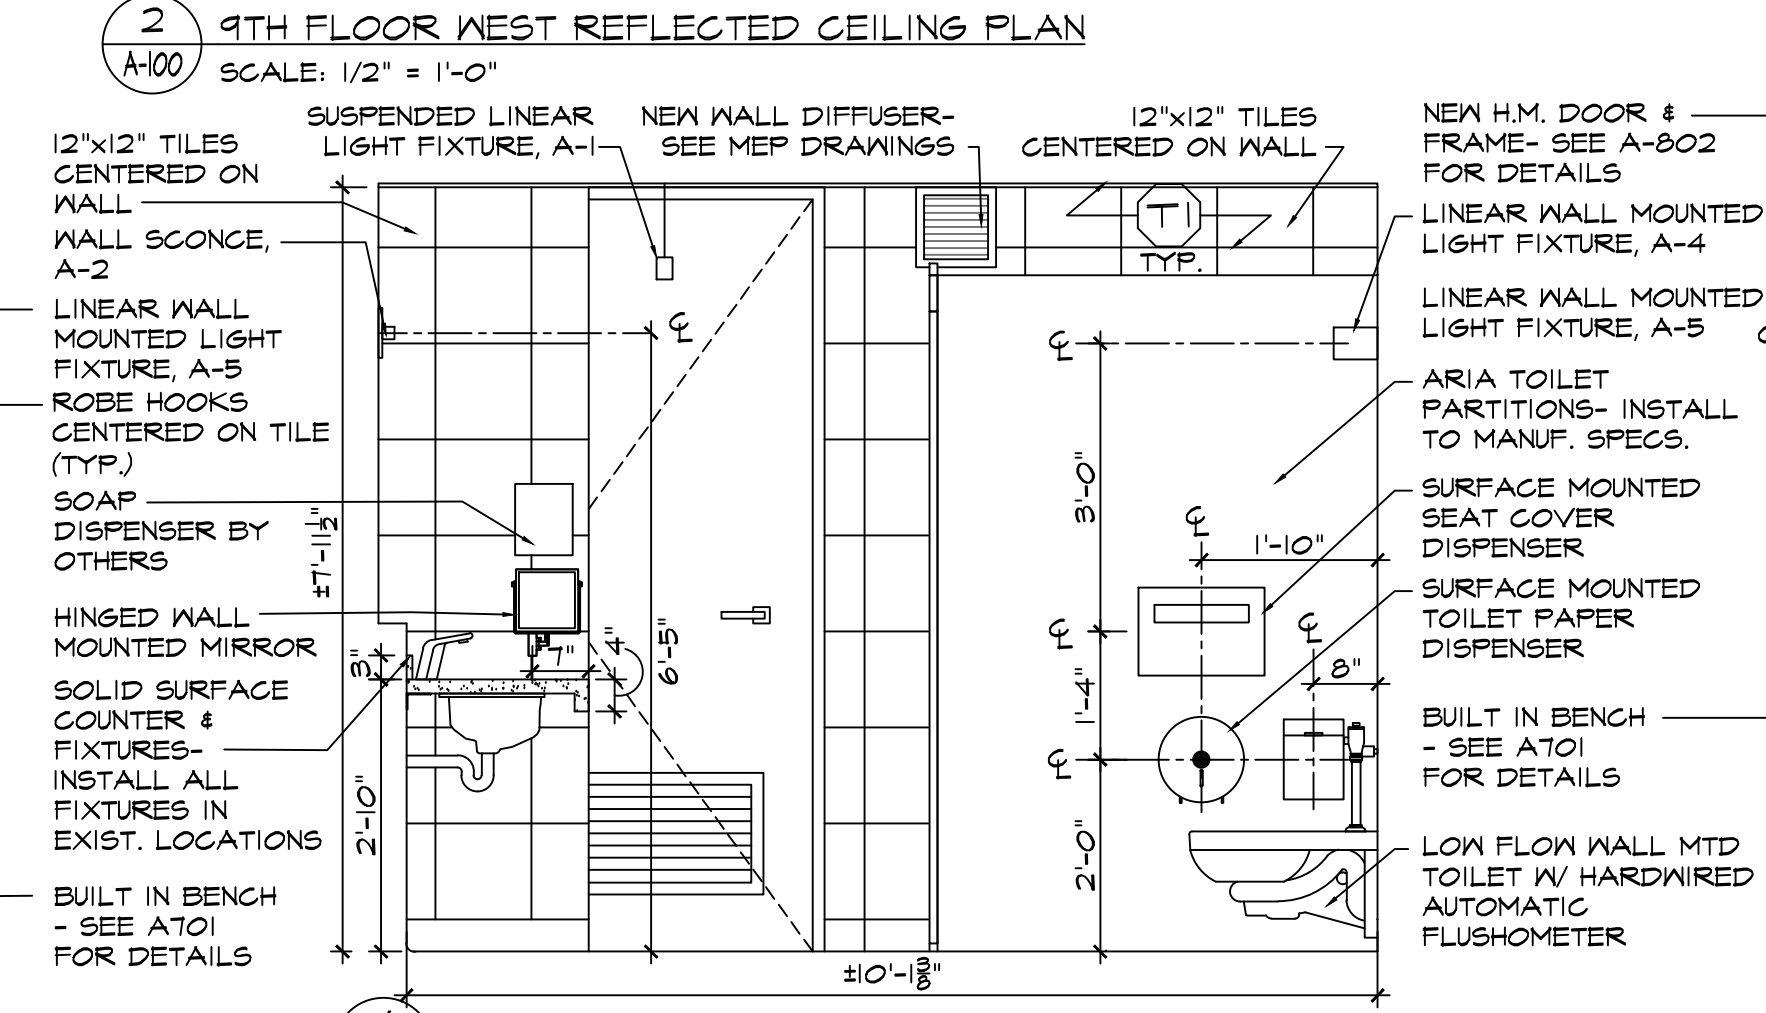 2
A-100
9TH FLOOR WEST REFLECTED CEILING PLAN
SCALE: 1/2" = 1'-0"
12"x12" TILES
CENTERED ON
WALL
WALL SCONCE,
A-2
LINEAR WALL
MOUNTED LIGHT
FIXTURE, A-5
ROBE HOOKS
CENTERED ON TILE
(TYP.)
SOAP
DISPENSER BY
OTHERS
HINGED WALL
MOUNTED MIRROR
SOLID SURFACE
COUNTER &
FIXTURES-
INSTALL ALL
FIXTURES IN
EXIST. LOCATIONS
BUILT IN BENCH
- SEE A701
FOR DETAILS
SUSPENDED LINEAR
LIGHT FIXTURE, A-1
NEW WALL DIFFUSER-
SEE MEP DRAWINGS
12"x12" TILES
CENTERED ON WALL
T1
TYP.
℄
℄
℄
℄
℄
℄
±7'-11 1/2"
3"
2'-10"
7"
4"
6'-5"
3'-0"
1'-4"
2'-0"
1'-10"
8"
±10'-1 3/8"
NEW H.M. DOOR &
FRAME- SEE A-802
FOR DETAILS
LINEAR WALL MOUNTED
LIGHT FIXTURE, A-4
LINEAR WALL MOUNTED
LIGHT FIXTURE, A-5
ARIA TOILET
PARTITIONS- INSTALL
TO MANUF. SPECS.
SURFACE MOUNTED
SEAT COVER
DISPENSER
SURFACE MOUNTED
TOILET PAPER
DISPENSER
BUILT IN BENCH
- SEE A701
FOR DETAILS
LOW FLOW WALL MTD
TOILET W/ HARDWIRED
AUTOMATIC
FLUSHOMETER